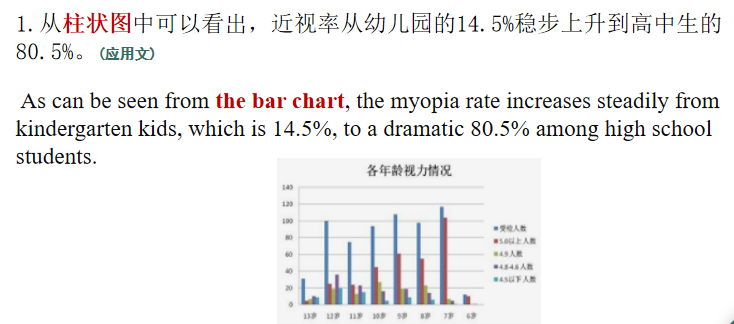 1. 从柱状图中可以看出，近视率从幼儿园的14.5%稳步上升到高中生的
80.5%。(应用文)
As can be seen from the bar chart, the myopia rate increases steadily from
kindergarten kids, which is 14.5%, to a dramatic 80.5% among high school
students.
各年龄视力情况
140
120
100
80
60
40
20
0
受检人数
5.0以上人数
4.9人数
4.8-4.6人数
4.5以下人数
13岁 12岁 11岁 10岁 9岁 8岁 7岁 6岁